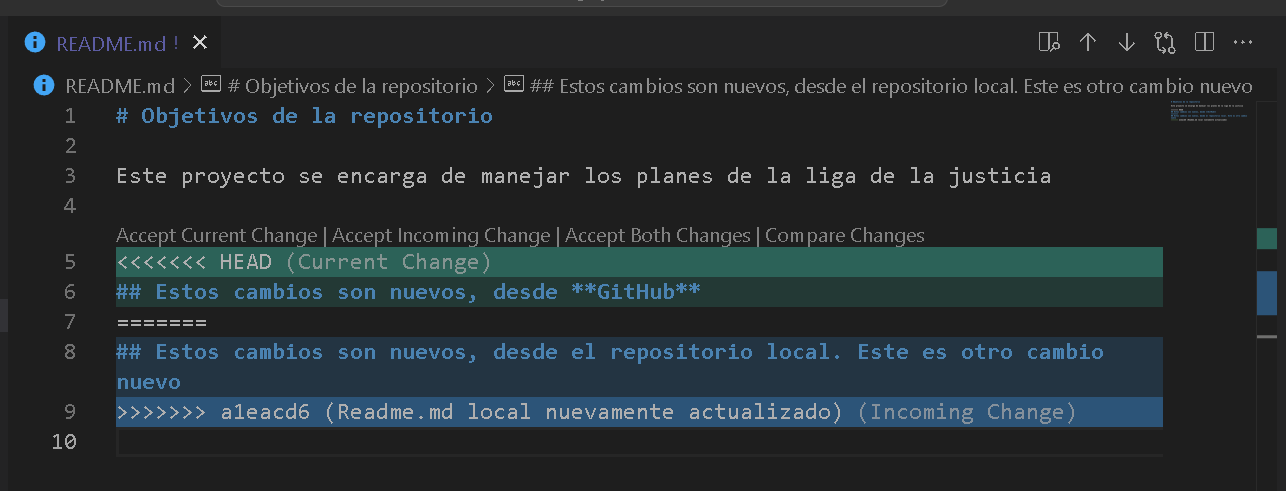 README.md !
README.md > # Objetivos de la repositorio > ## Estos cambios son nuevos, desde el repositorio local. Este es otro cambio nuevo
1 # Objetivos de la repositorio
2
3 Este proyecto se encarga de manejar los planes de la liga de la justicia
4
Accept Current Change | Accept Incoming Change | Accept Both Changes | Compare Changes
5 <<<<<<< HEAD (Current Change)
6 ## Estos cambios son nuevos, desde **GitHub**
7 =======
8 ## Estos cambios son nuevos, desde el repositorio local. Este es otro cambio
nuevo
9 >>>>>>> a1eacd6 (Readme.md local nuevamente actualizado) (Incoming Change)
10